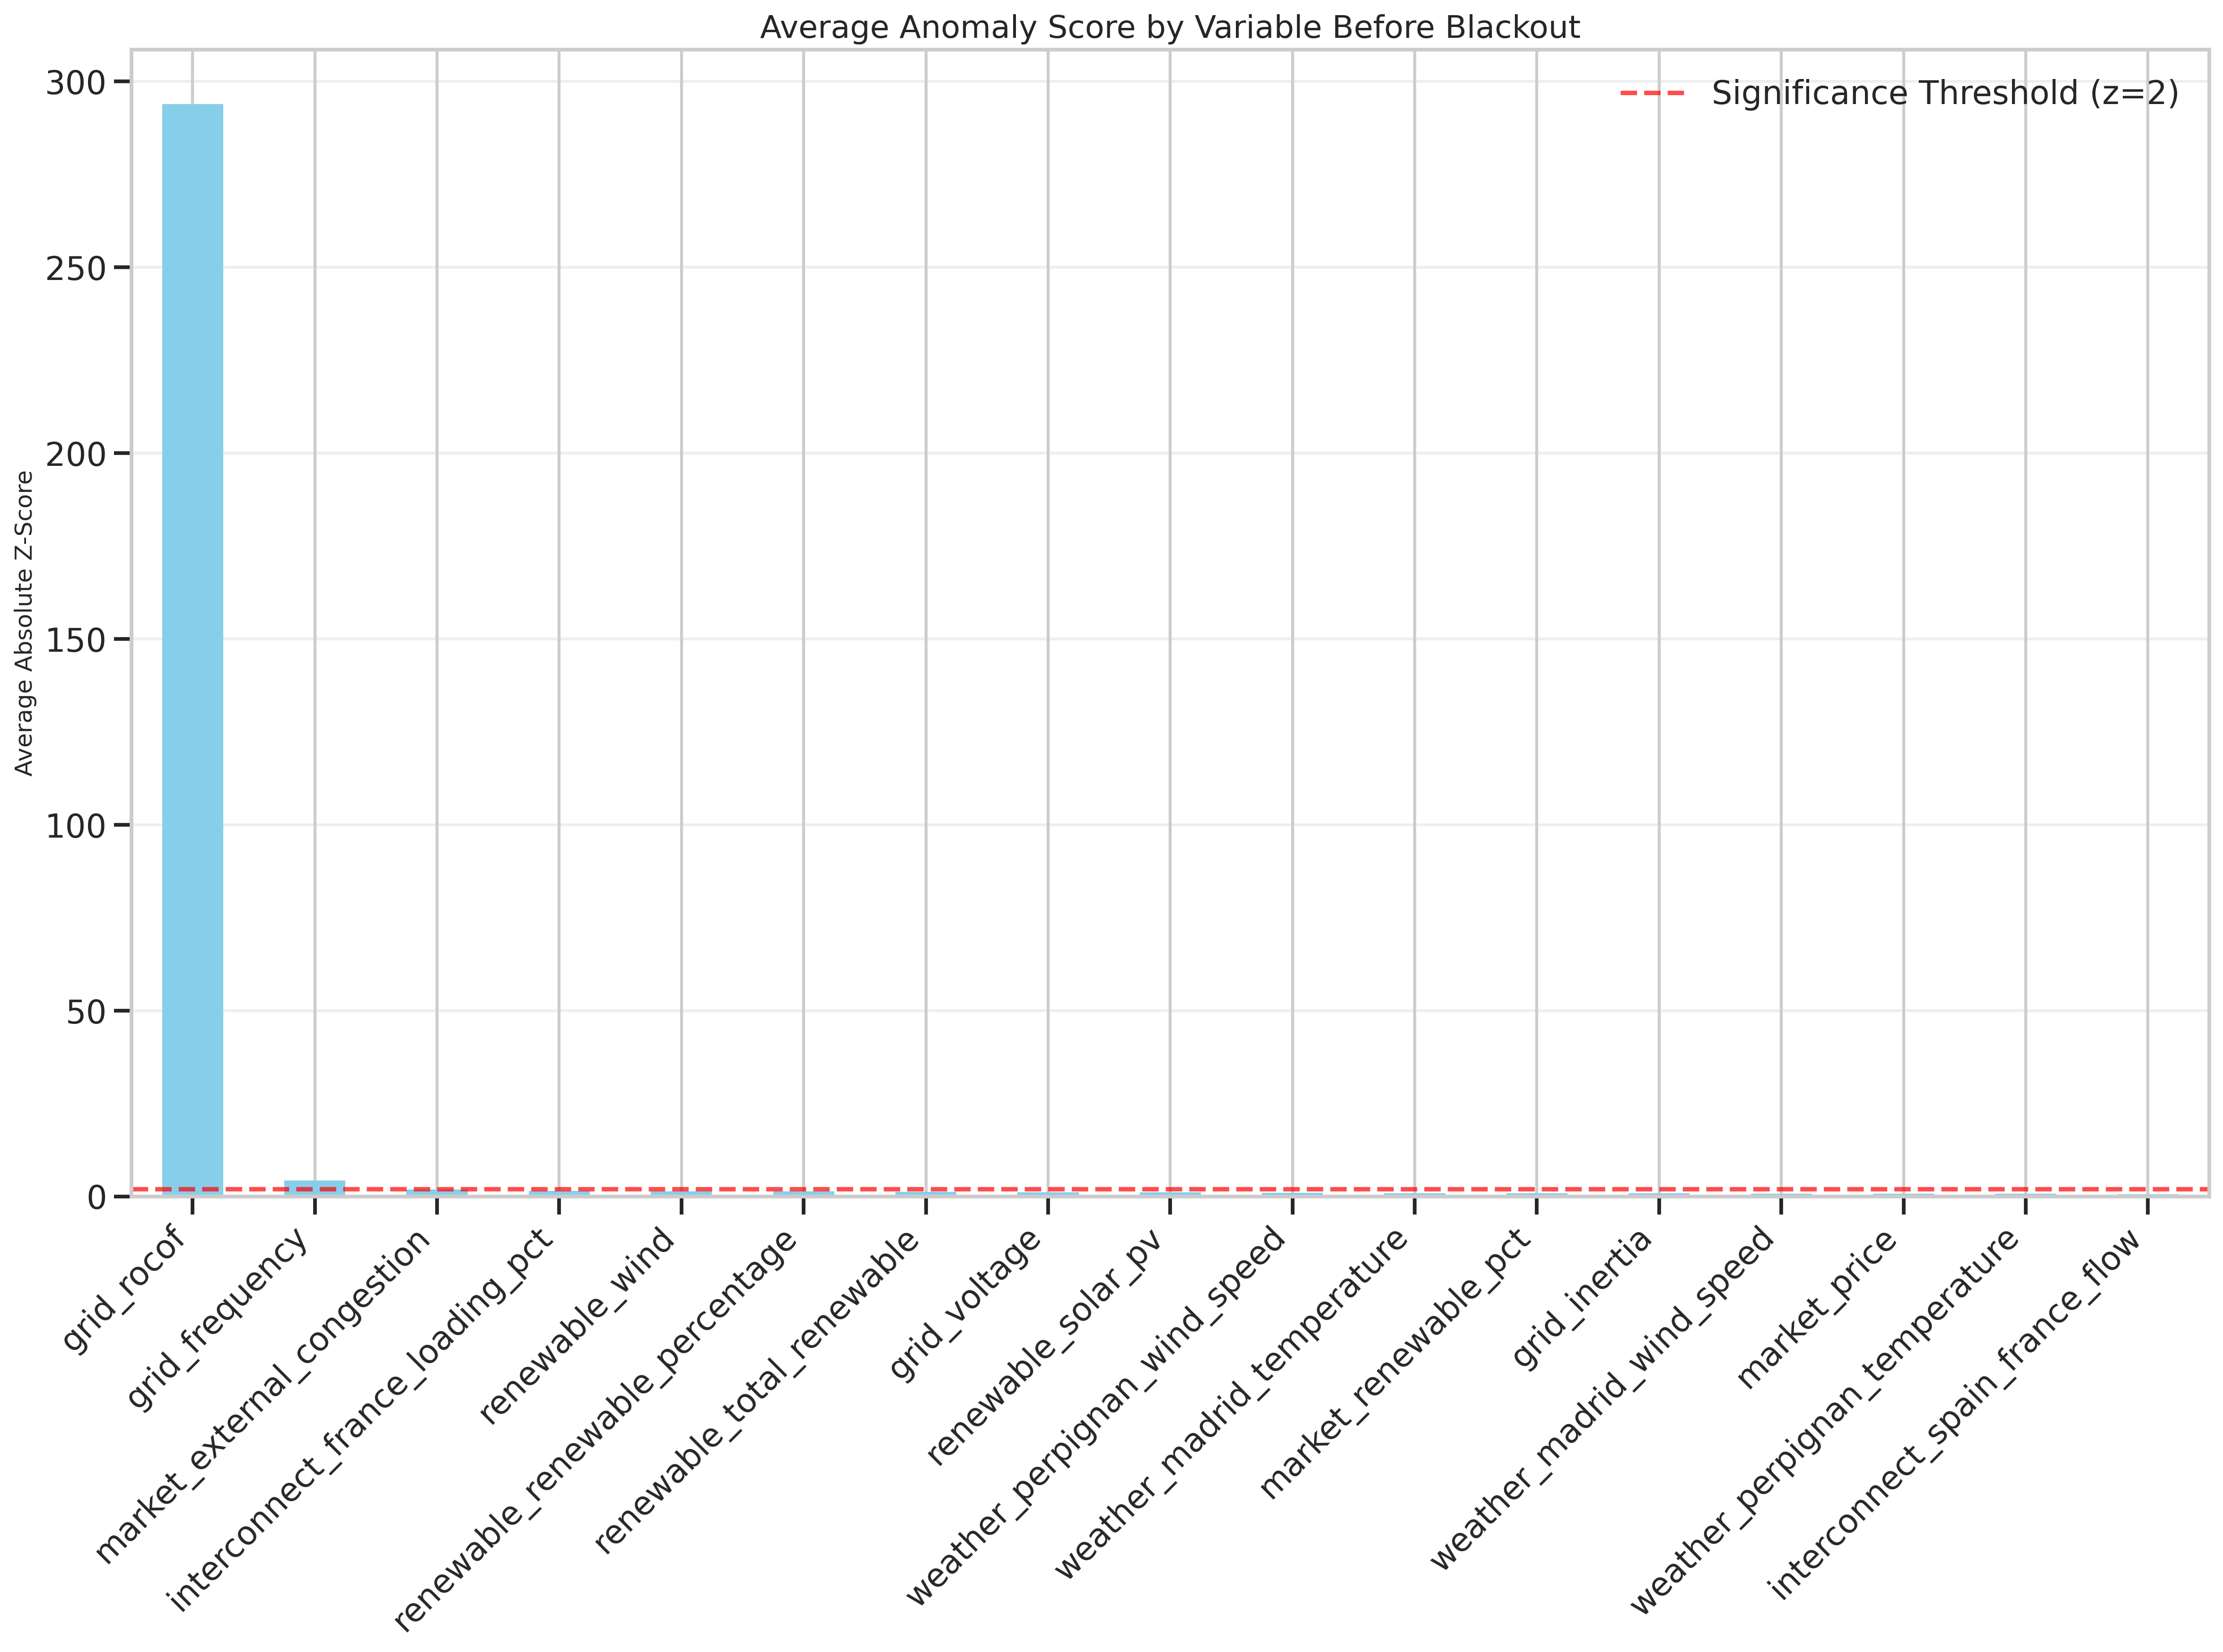 Average Anomaly Score by Variable Before Blackout
Significance Threshold (z=2)
Average Absolute Z-Score
300
250
200
150
100
50
0
grid_rocof
grid_frequency
market_external_congestion
interconnect_france_loading_pct
renewable_wind
renewable_renewable_percentage
renewable_total_renewable
grid_voltage
renewable_solar_pv
weather_perpignan_wind_speed
weather_madrid_temperature
market_renewable_pct
grid_inertia
weather_madrid_wind_speed
market_price
weather_perpignan_temperature
interconnect_spain_france_flow